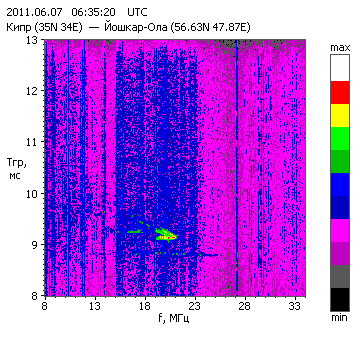 2011.06.07 06:35:20 UTC
Кипр (35N 34E) — Йошкар-Ола (56.63N 47.87E)
13
12
11
10
9
8
Tгр,
мс
8 13 18 23 28 33
f, МГц
max
min